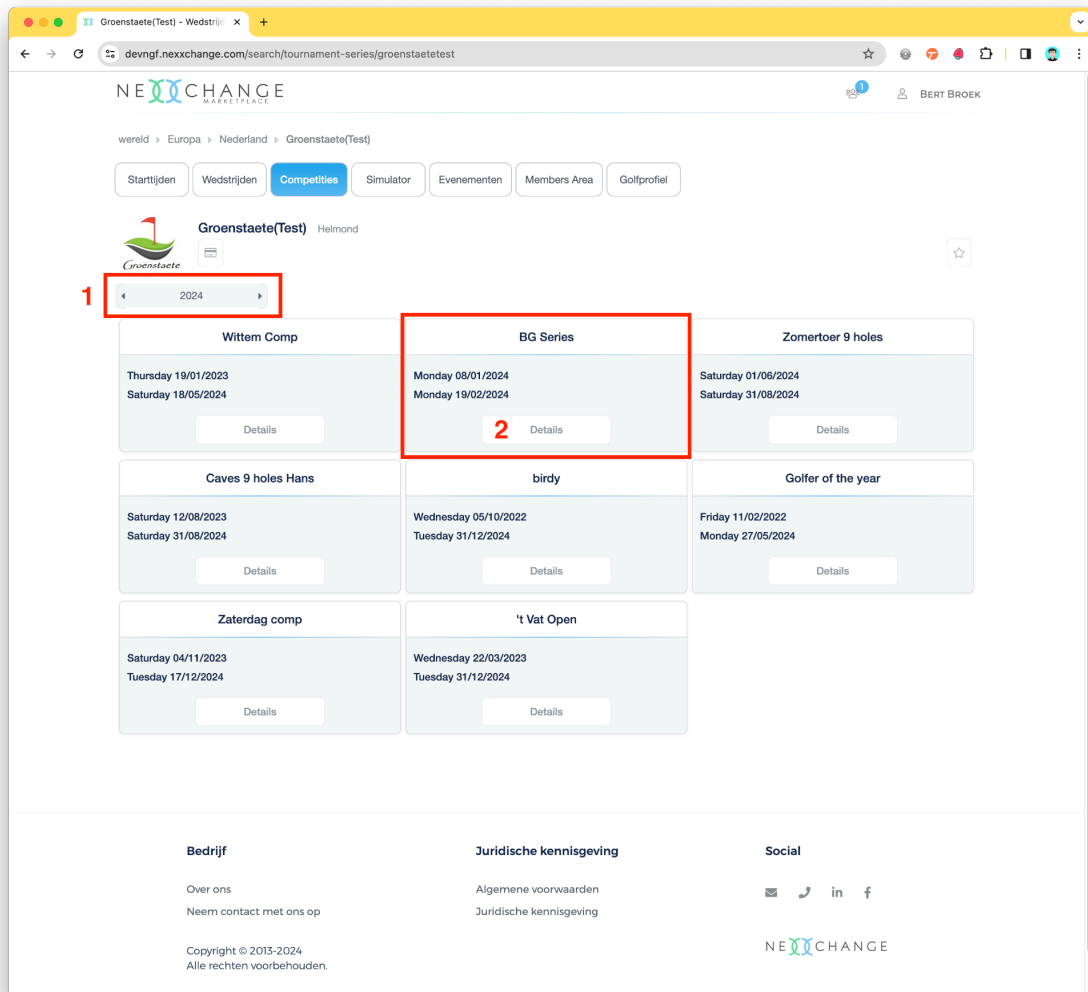 Groenstaete(Test) - Wedstrijd
devngf.nexxchange.com/search/tournament-series/groenstaetetest
NEXXCHANGE
MARKETPLACE
1
BERT BROEK
wereld Europa Nederland Groenstaete(Test)
Starttijden Wedstrijden Competities Simulator Evenementen Members Area Golfprofiel
Groenstaete(Test) Helmond
Groenstaete
1 2024
Wittem Comp BG Series Zomertoer 9 holes
Thursday 19/01/2023 Monday 08/01/2024 Saturday 01/06/2024
Saturday 18/05/2024 Monday 19/02/2024 Saturday 31/08/2024
Details 2 Details Details
Caves 9 holes Hans birdy Golfer of the year
Saturday 12/08/2023 Wednesday 05/10/2022 Friday 11/02/2022
Saturday 31/08/2024 Tuesday 31/12/2024 Monday 27/05/2024
Details Details Details
Zaterdag comp 't Vat Open
Saturday 04/11/2023 Wednesday 22/03/2023
Tuesday 17/12/2024 Tuesday 31/12/2024
Details Details
Bedrijf Juridische kennisgeving Social
Over ons Algemene voorwaarden
Neem contact met ons op Juridische kennisgeving
Copyright © 2013-2024
Alle rechten voorbehouden.
NEXXCHANGE